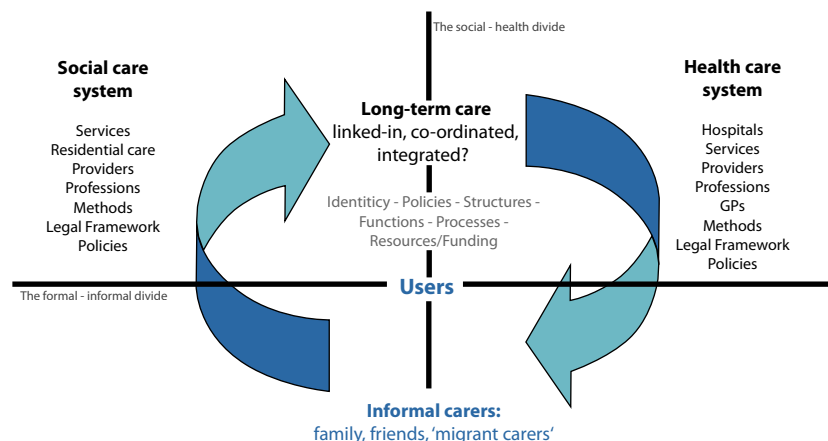 The social - health divide
Social care
system
Services
Residential care
Providers
Professions
Methods
Legal Framework
Policies
Long-term care
linked-in, co-ordinated,
integrated?
Identiticy - Policies - Structures -
Functions - Processes -
Resources/Funding
Health care
system
Hospitals
Services
Providers
Professions
GPs
Methods
Legal Framework
Policies
The formal - informal divide
Users
Informal carers:
family, friends, ‘migrant carers‘